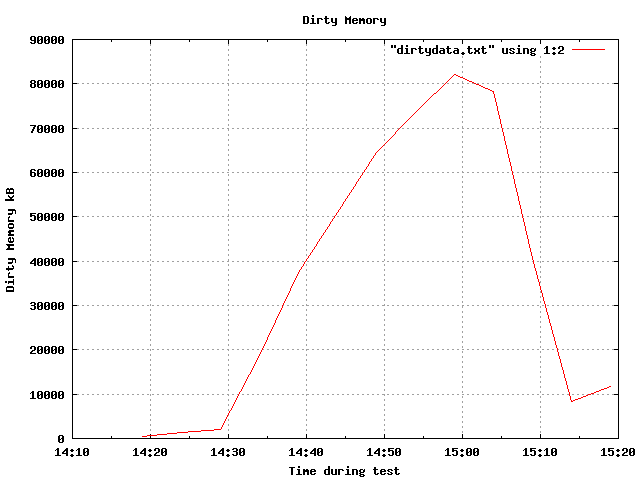 Dirty Memory
90000
"dirtydata.txt" using 1:2
80000
70000
60000
50000
Dirty Memory kB
40000
30000
20000
10000
0
14:10 14:20 14:30 14:40 14:50 15:00 15:10 15:20
Time during test